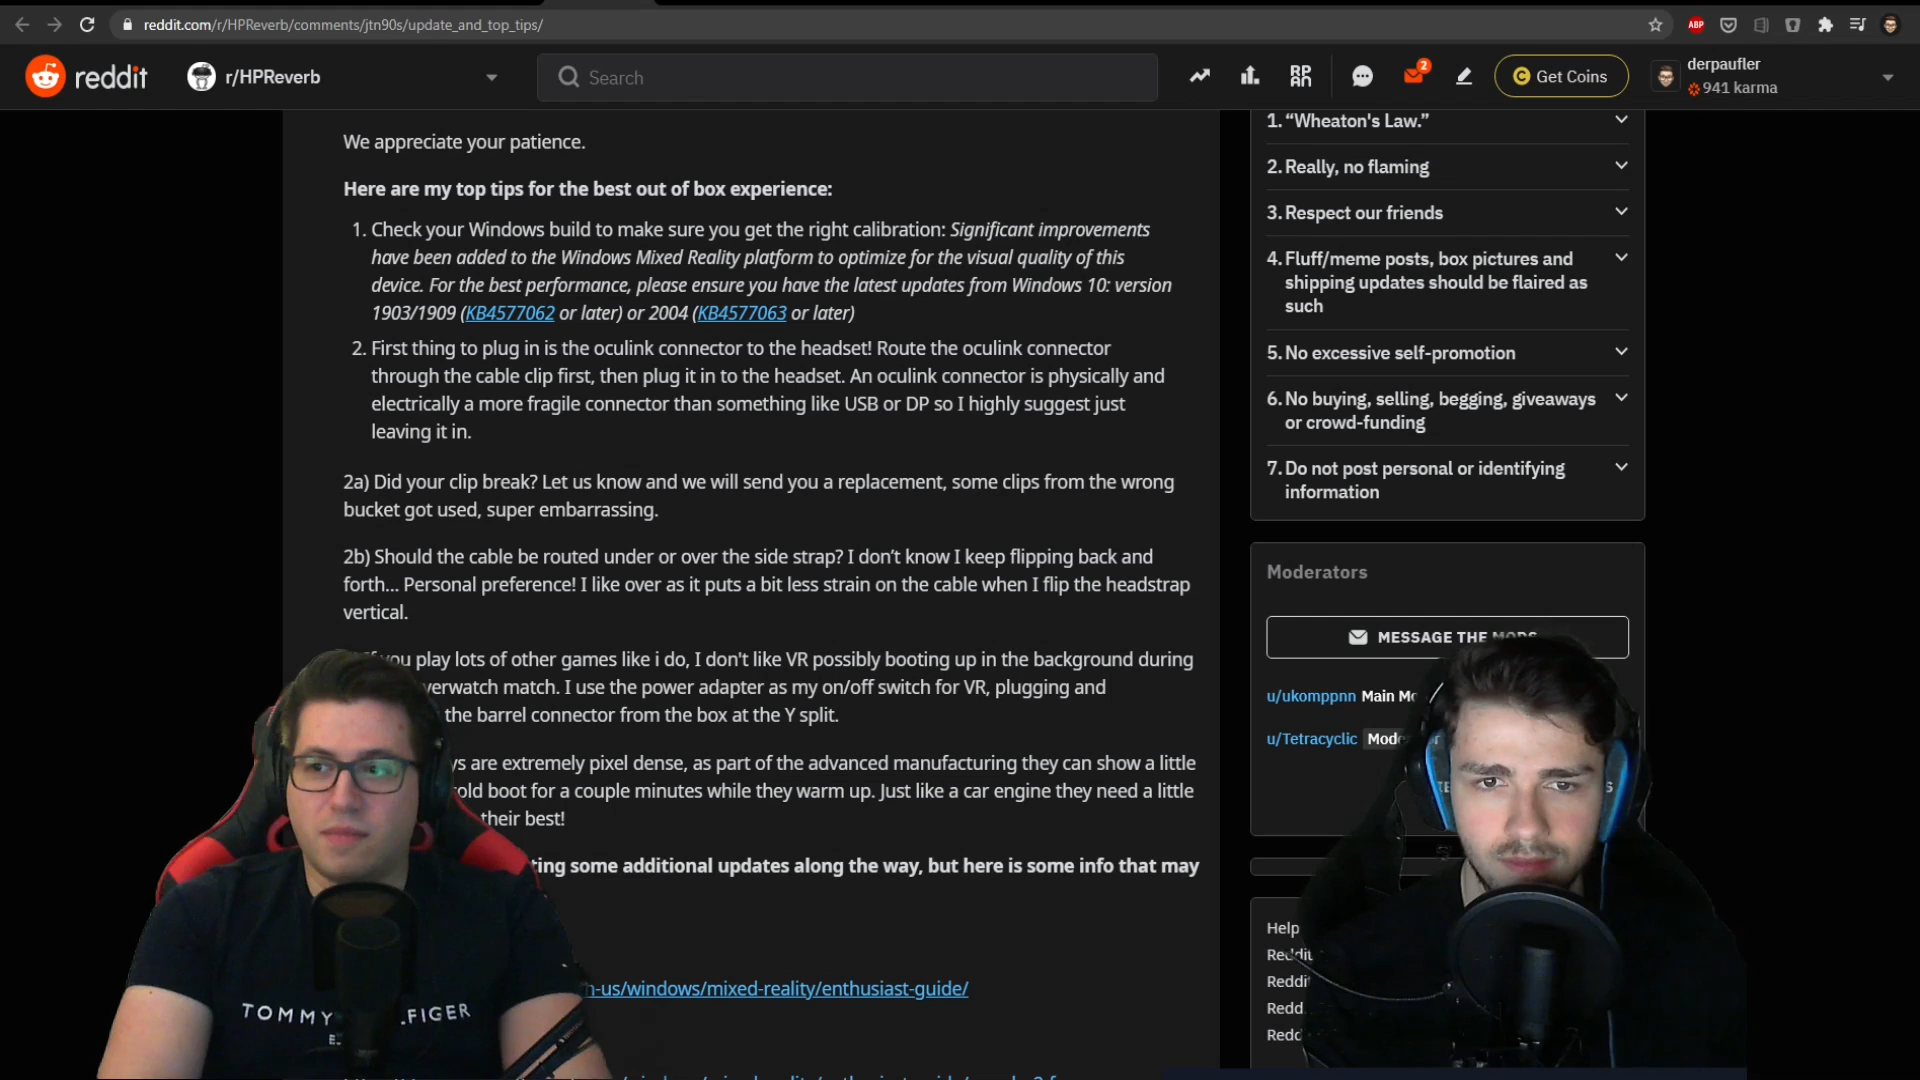 reddit.com/r/HPReverb/comments/jtn90s/update_and_top_tips/
ABP
reddit
r/HPReverb
Search
2
Get Coins
derpaufler
941 karma
We appreciate your patience.
Here are my top tips for the best out of box experience:
1. Check your Windows build to make sure you get the right calibration: Significant improvements
have been added to the Windows Mixed Reality platform to optimize for the visual quality of this
device. For the best performance, please ensure you have the latest updates from Windows 10: version
1903/1909 (KB4577062 or later) or 2004 (KB4577063 or later)
2. First thing to plug in is the oculink connector to the headset! Route the oculink connector
through the cable clip first, then plug it in to the headset. An oculink connector is physically and
electrically a more fragile connector than something like USB or DP so I highly suggest just
leaving it in.
2a) Did your clip break? Let us know and we will send you a replacement, some clips from the wrong
bucket got used, super embarrassing.
2b) Should the cable be routed under or over the side strap? I don't know I keep flipping back and
forth... Personal preference! I like over as it puts a bit less strain on the cable when I flip the headstrap
vertical.
you play lots of other games like i do, I don't like VR possibly booting up in the background during
verwatch match. I use the power adapter as my on/off switch for VR, plugging and
the barrel connector from the box at the Y split.
ys are extremely pixel dense, as part of the advanced manufacturing they can show a little
old boot for a couple minutes while they warm up. Just like a car engine they need a little
their best!
ting some additional updates along the way, but here is some info that may
n-us/windows/mixed-reality/enthusiast-guide/
1. “Wheaton's Law.”
2. Really, no flaming
3. Respect our friends
4. Fluff/meme posts, box pictures and
shipping updates should be flaired as
such
5. No excessive self-promotion
6. No buying, selling, begging, giveaways
or crowd-funding
7. Do not post personal or identifying
information
Moderators
MESSAGE THE MODS
u/ukomppnn Main Mo
u/Tetracyclic Mode
Help
Reddit
Reddi
Redd
Redd
TOMMY HILFIGER